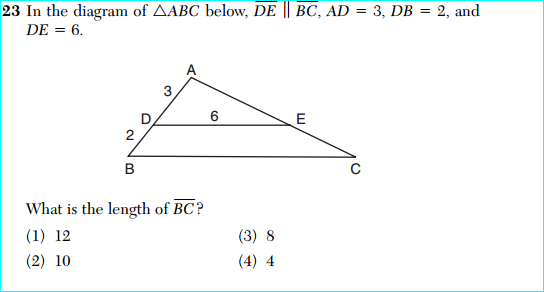 23 In the diagram of △ABC below, DE || BC, AD = 3, DB = 2, and
DE = 6.
A
3
D
6
E
2
B
C
What is the length of BC?
(1) 12
(3) 8
(2) 10
(4) 4